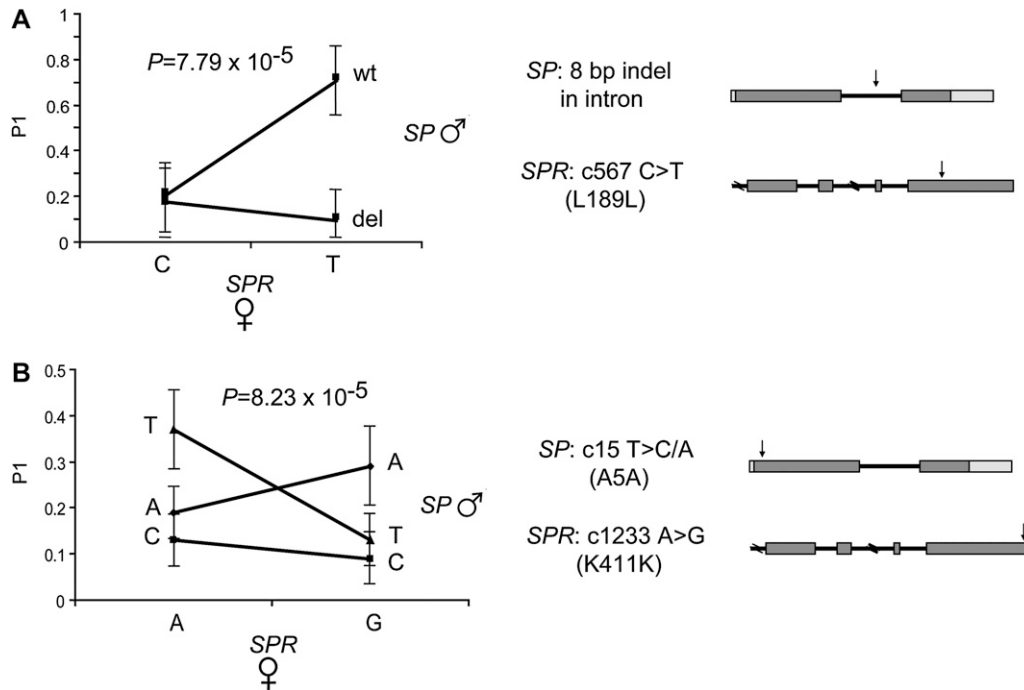 A
1
0.8
0.6
0.4
0.2
0
P1
P=7.79 x 10-5
wt
del
SP ♂
C
T
SPR
♀
SP: 8 bp indel
in intron
SPR: c567 C>T
(L189L)
B
0.5
0.4
0.3
0.2
0.1
0
P1
P=8.23 x 10-5
T
A
C
A
T
C
SP ♂
A
G
SPR
♀
SP: c15 T>C/A
(A5A)
SPR: c1233 A>G
(K411K)